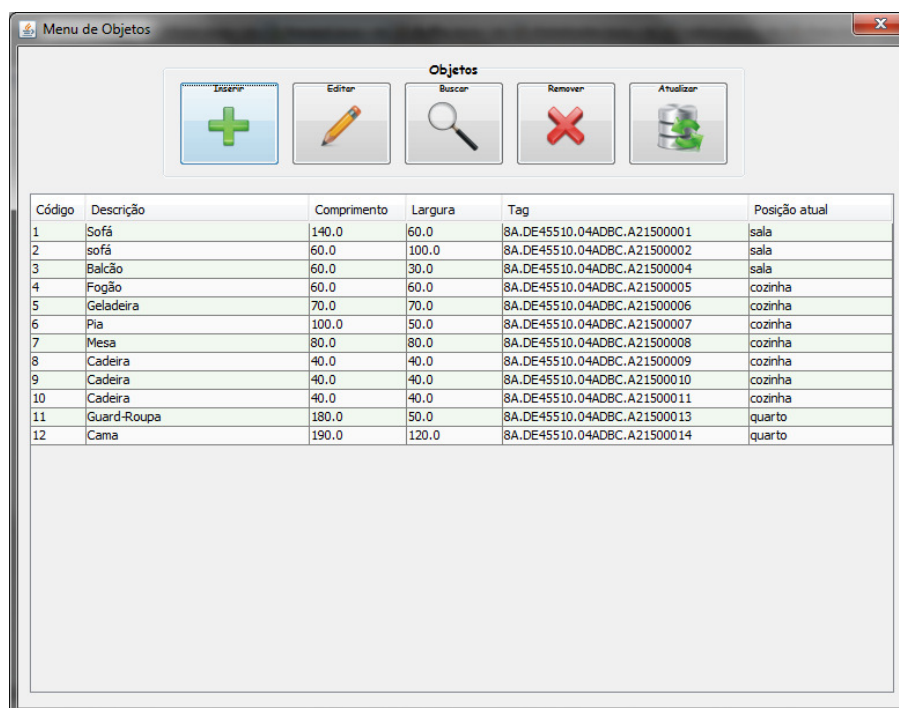 Menu de Objetos
Objetos
Inserir Editar Buscar Remover Atualizar
Código Descrição Comprimento Largura Tag Posição atual
1 Sofá 140.0 60.0 8A.DE45510.04ADBC.A21500001 sala
2 sofá 60.0 100.0 8A.DE45510.04ADBC.A21500002 sala
3 Balcão 60.0 30.0 8A.DE45510.04ADBC.A21500004 sala
4 Fogão 60.0 60.0 8A.DE45510.04ADBC.A21500005 cozinha
5 Geladeira 70.0 70.0 8A.DE45510.04ADBC.A21500006 cozinha
6 Pia 100.0 50.0 8A.DE45510.04ADBC.A21500007 cozinha
7 Mesa 80.0 80.0 8A.DE45510.04ADBC.A21500008 cozinha
8 Cadeira 40.0 40.0 8A.DE45510.04ADBC.A21500009 cozinha
9 Cadeira 40.0 40.0 8A.DE45510.04ADBC.A21500010 cozinha
10 Cadeira 40.0 40.0 8A.DE45510.04ADBC.A21500011 cozinha
11 Guard-Roupa 180.0 50.0 8A.DE45510.04ADBC.A21500013 quarto
12 Cama 190.0 120.0 8A.DE45510.04ADBC.A21500014 quarto